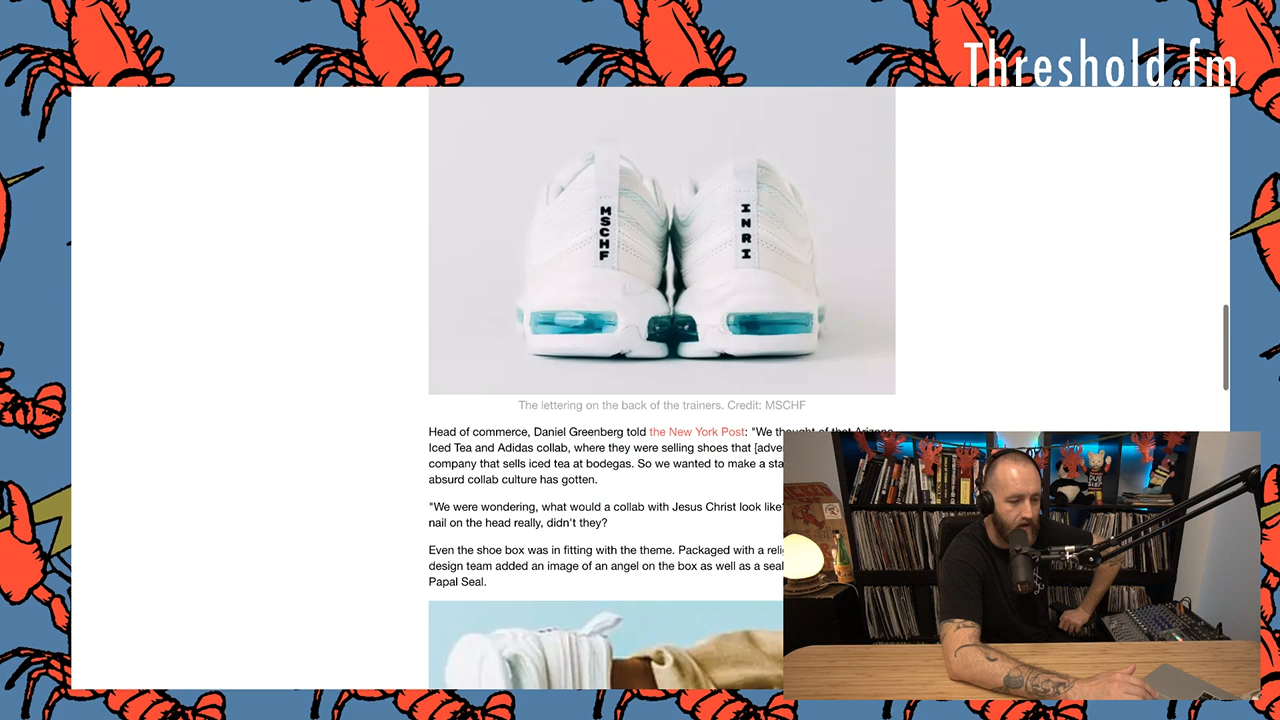 Threshold.fm
MSCHF
INRI
The lettering on the back of the trainers. Credit: MSCHF
Head of commerce, Daniel Greenberg told the New York Post: "We thought of that Arizona
Iced Tea and Adidas collab, where they were selling shoes that [adve
company that sells iced tea at bodegas. So we wanted to make a sta
absurd collab culture has gotten.
"We were wondering, what would a collab with Jesus Christ look like
nail on the head really, didn't they?
Even the shoe box was in fitting with the theme. Packaged with a reli
design team added an image of an angel on the box as well as a seal
Papal Seal.